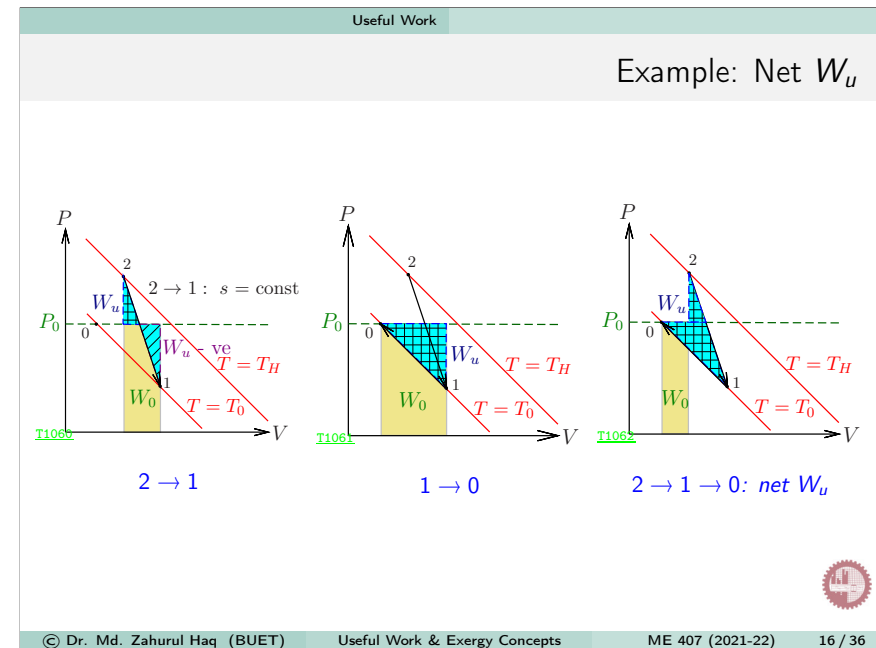 Useful Work
Example: Net W_u
P
2
2 → 1 : s = const
W_u
P_0
0
W_u - ve
T = T_H
1
W_0
T = T_0
T1060
V
2 → 1
P
2
P_0
0
W_u
T = T_H
1
W_0
T = T_0
T1061
V
1 → 0
P
2
W_u
P_0
0
T = T_H
1
W_0
T = T_0
T1062
V
2 → 1 → 0: net W_u
© Dr. Md. Zahurul Haq (BUET) Useful Work & Exergy Concepts ME 407 (2021-22) 16 / 36